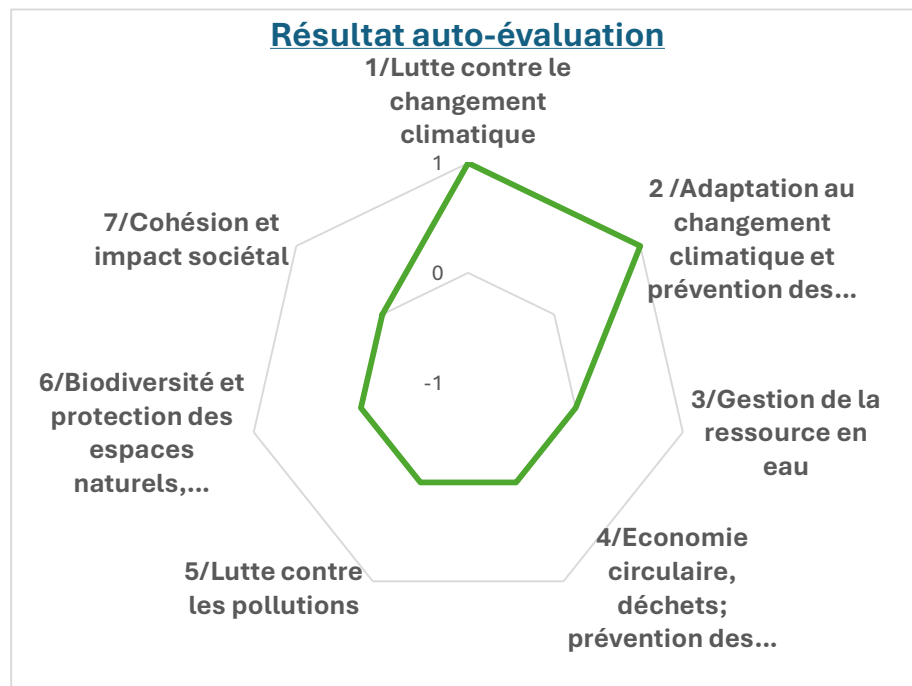 Résultat auto-évaluation
1/Lutte contre le
changement
climatique
1
2 /Adaptation au
changement
climatique et
prévention des...
7/Cohésion et
impact sociétal
0
6/Biodiversité et
protection des
espaces
naturels,...
-1
3/Gestion de la
ressource en
eau
5/Lutte contre
les pollutions
4/Economie
circulaire,
déchets;
prévention des...